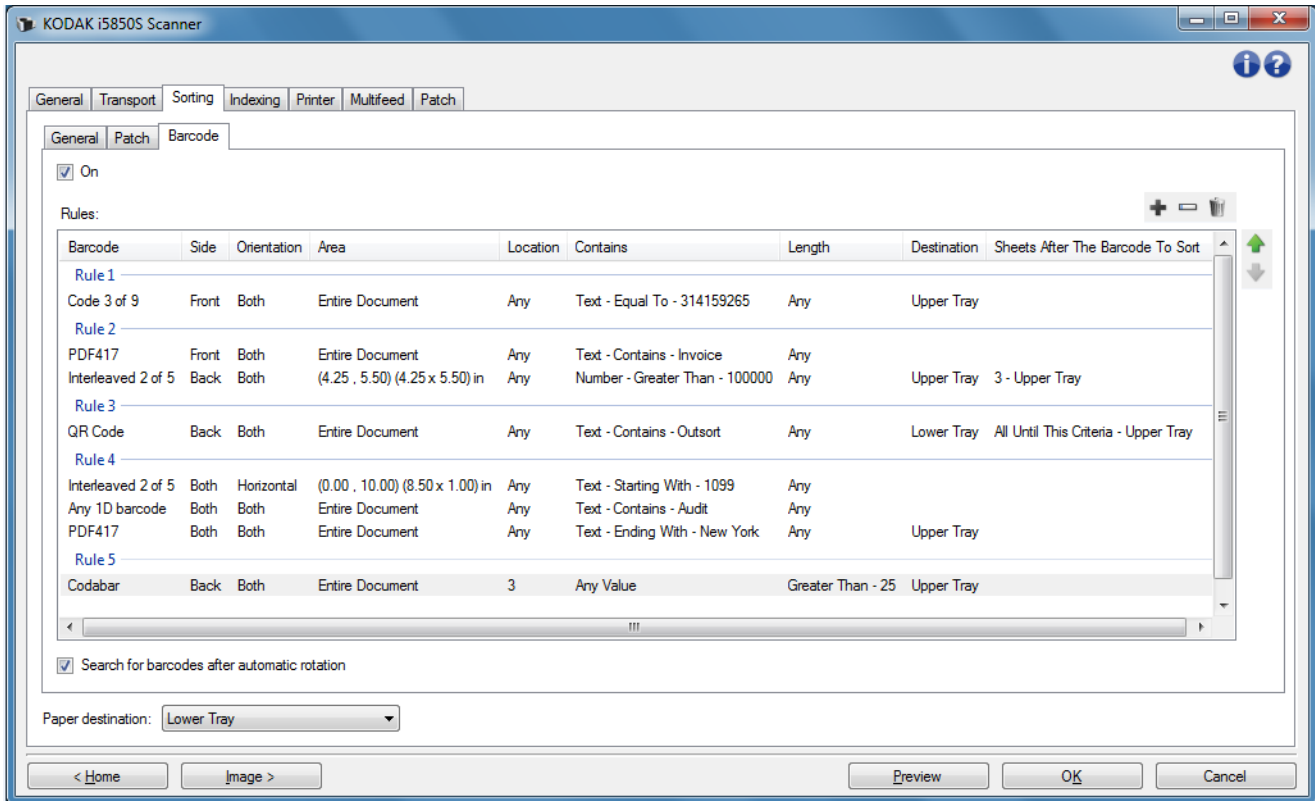 KODAK i5850S Scanner
General Transport Sorting Indexing Printer Multifeed Patch
General Patch Barcode
On
Rules:
Barcode Side Orientation Area Location Contains Length Destination Sheets After The Barcode To Sort
Rule 1
Code 3 of 9 Front Both Entire Document Any Text - Equal To - 314159265 Any Upper Tray
Rule 2
PDF417 Front Both Entire Document Any Text - Contains - Invoice Any
Interleaved 2 of 5 Back Both (4.25 , 5.50) (4.25 x 5.50) in Any Number - Greater Than - 100000 Any Upper Tray 3 - Upper Tray
Rule 3
QR Code Back Both Entire Document Any Text - Contains - Outsort Any Lower Tray All Until This Criteria - Upper Tray
Rule 4
Interleaved 2 of 5 Both Horizontal (0.00 , 10.00) (8.50 x 1.00) in Any Text - Starting With - 1099 Any
Any 1D barcode Both Both Entire Document Any Text - Contains - Audit Any
PDF417 Both Both Entire Document Any Text - Ending With - New York Any Upper Tray
Rule 5
Codabar Back Both Entire Document 3 Any Value Greater Than - 25 Upper Tray
Search for barcodes after automatic rotation
Paper destination: Lower Tray
< Home Image > Preview OK Cancel